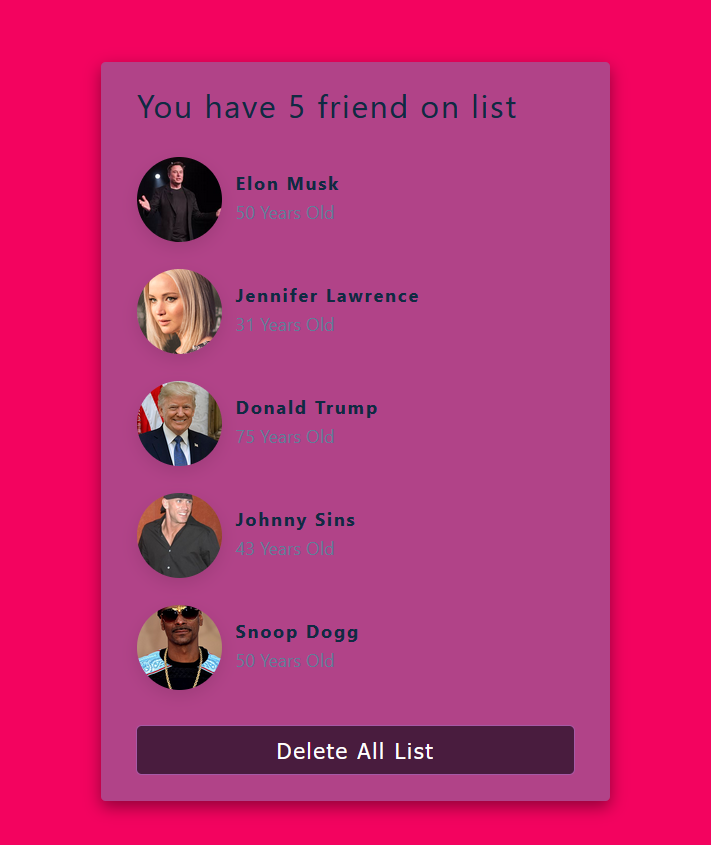 You have 5 friend on list
Elon Musk
50 Years Old
Jennifer Lawrence
31 Years Old
Donald Trump
75 Years Old
Johnny Sins
43 Years Old
Snoop Dogg
50 Years Old
Delete All List